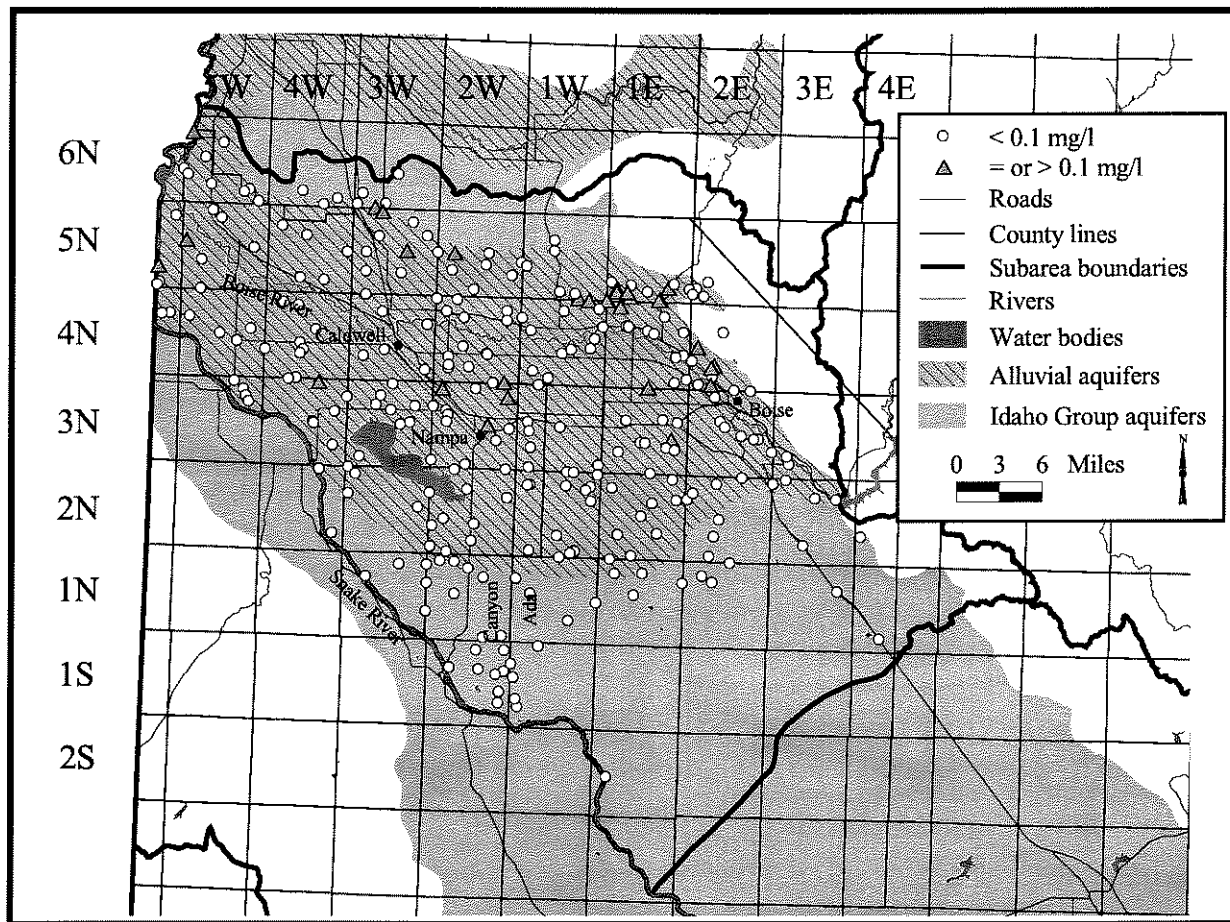 5W 4W 3W 2W 1W 1E 2E 3E 4E
6N
5N
4N
3N
2N
1N
1S
2S
Boise River
Caldwell
Nampa
Boise
Snake River
Canyon
Ada
< 0.1 mg/l
= or > 0.1 mg/l
Roads
County lines
Subarea boundaries
Rivers
Water bodies
Alluvial aquifers
Idaho Group aquifers
N
0 3 6 Miles